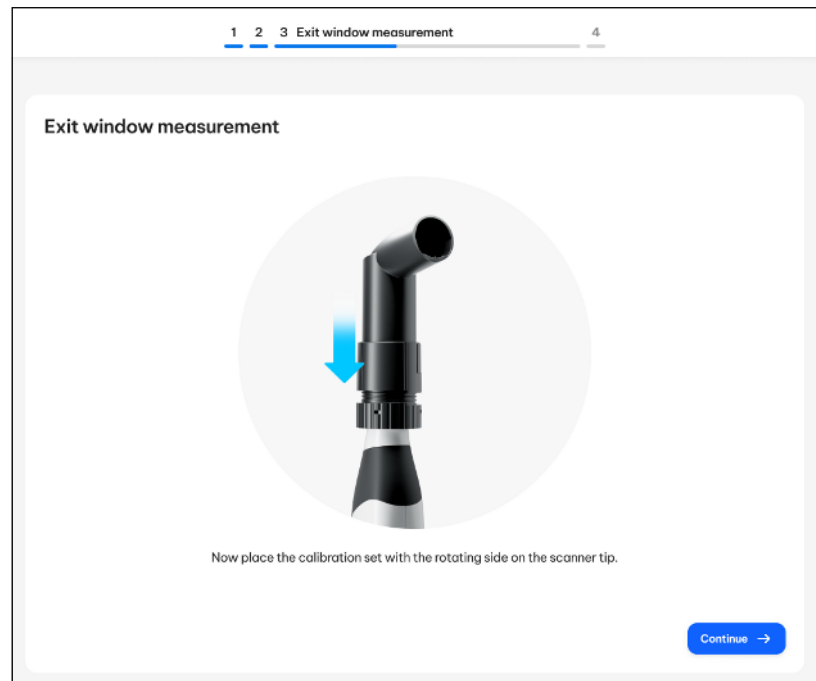 1 2 3 Exit window measurement 4
Exit window measurement
Now place the calibration set with the rotating side on the scanner tip.
Continue →